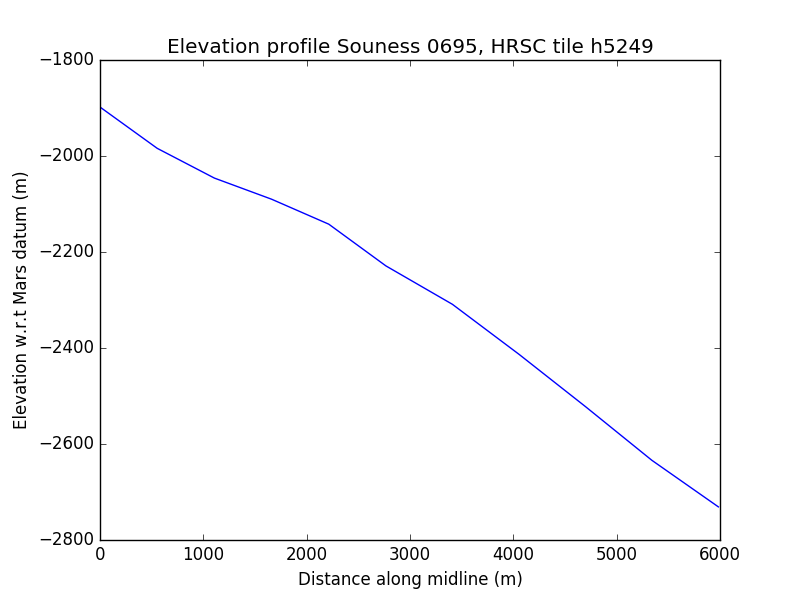 Elevation profile Souness 0695, HRSC tile h5249
−1800
−2000
−2200
−2400
−2600
−2800
Elevation w.r.t Mars datum (m)
0 1000 2000 3000 4000 5000 6000
Distance along midline (m)